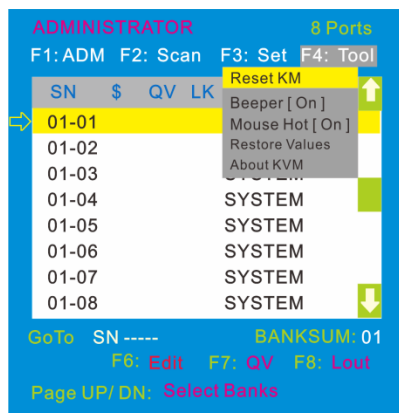 ADMINISTRATOR 8 Ports
F1: ADM F2: Scan F3: Set F4: Tool
Reset KM
Beeper [ On ]
Mouse Hot [ On ]
Restore Values
About KVM
SN $ QV LK
01-01
01-02
01-03
01-04 SYSTEM
01-05 SYSTEM
01-06 SYSTEM
01-07 SYSTEM
01-08 SYSTEM
GoTo SN ----- BANKSUM: 01
F6: Edit F7: QV F8: Lout
Page UP/ DN: Select Banks